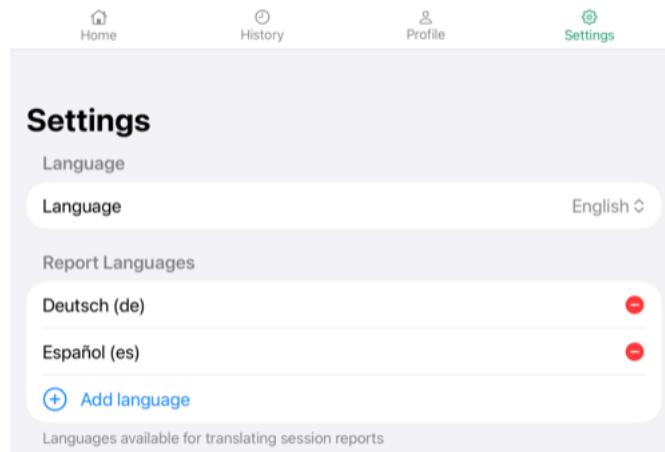 Home History Profile Settings
Settings
Language
Language English
Report Languages
Deutsch (de)
Español (es)
Add language
Languages available for translating session reports